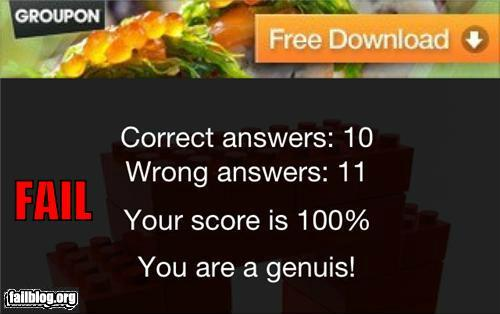 GROUPON
Free Download
Correct answers: 10
Wrong answers: 11
FAIL
Your score is 100%
You are a genuis!
failblog.org